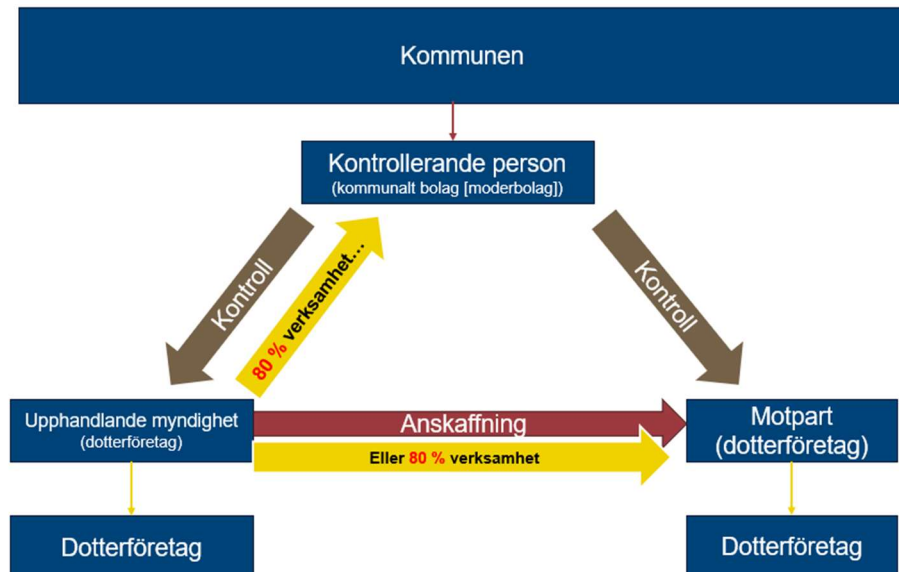 Kommunen
Kontrollerande person
(kommunalt bolag [moderbolag])
Kontroll
80 % verksamhet...
Kontroll
Upphandlande myndighet
(dotterföretag)
Anskaffning
Eller 80 % verksamhet
Motpart
(dotterföretag)
Dotterföretag
Dotterföretag